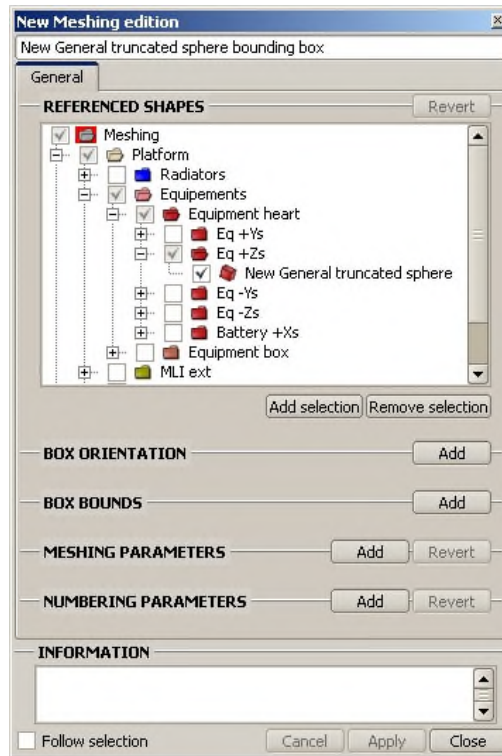 New Meshing edition
New General truncated sphere bounding box
General
REFERENCED SHAPES Revert
Meshing
Platform
Radiators
Equipements
Equipment heart
Eq +Ys
Eq +Zs
New General truncated sphere
Eq -Ys
Eq -Zs
Battery +Xs
Equipment box
MLI ext
Add selection Remove selection
BOX ORIENTATION Add
BOX BOUNDS Add
MESHING PARAMETERS Add Revert
NUMBERING PARAMETERS Add Revert
INFORMATION
Follow selection Cancel Apply Close